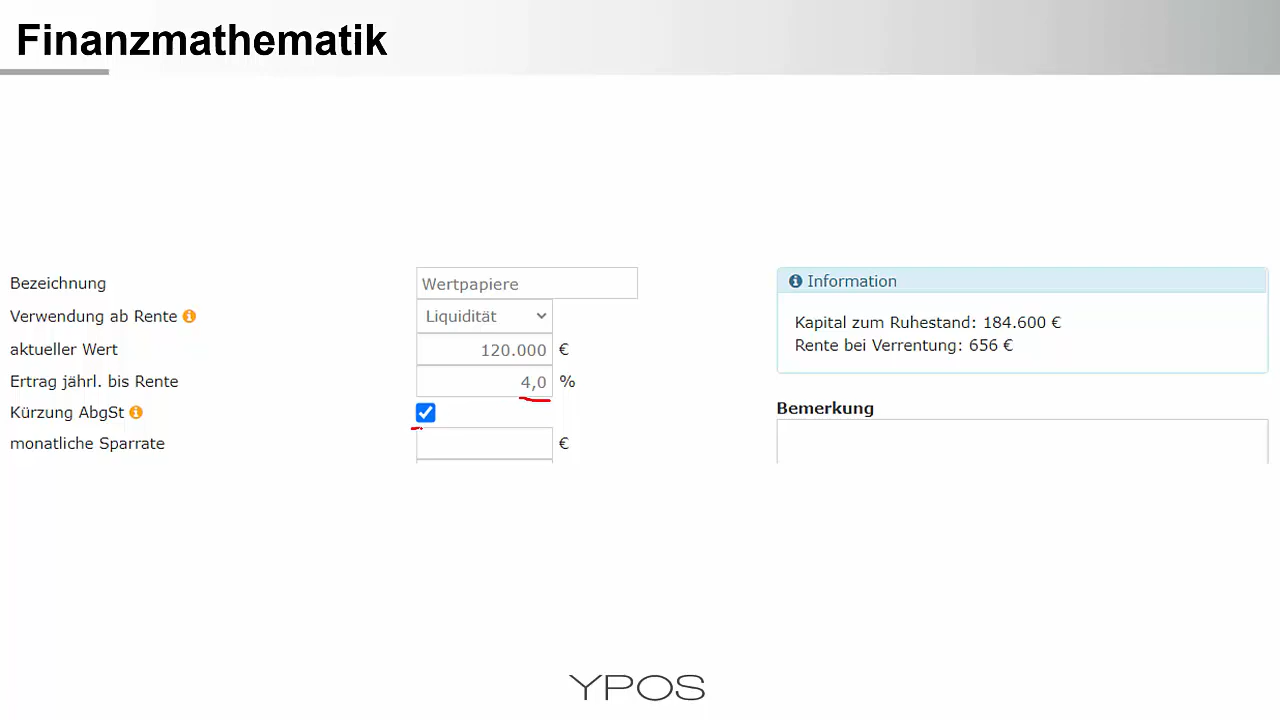 Finanzmathematik
Bezeichnung
Wertpapiere
Verwendung ab Rente
Liquidität
aktueller Wert
120.000 €
Ertrag jährl. bis Rente
4,0 %
Kürzung AbgSt
monatliche Sparrate
€
Information
Kapital zum Ruhestand: 184.600 €
Rente bei Verrentung: 656 €
Bemerkung
YPOS